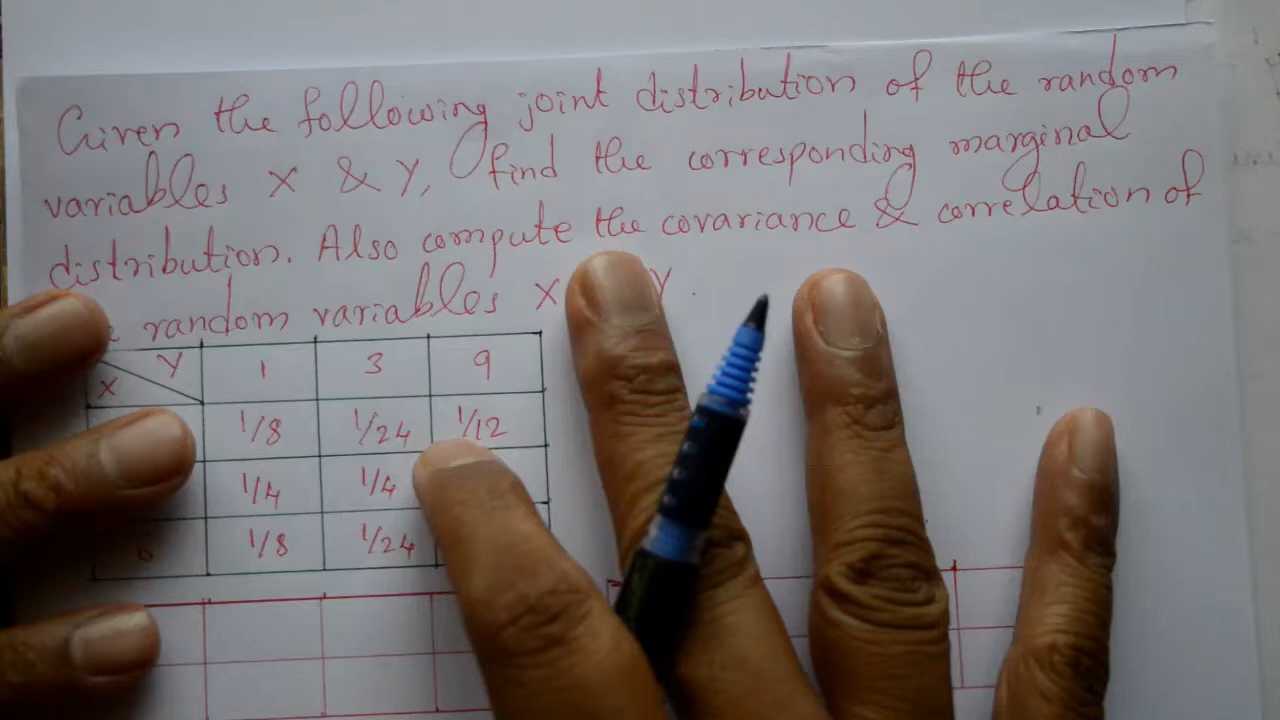 Given the following joint distribution of the random
variables X & Y, find the corresponding marginal
distribution. Also compute the covariance & correlation of
random variables X Y.
X Y 1 3 9
1/8 1/24 1/12
1/4 1/4
1/8 1/24